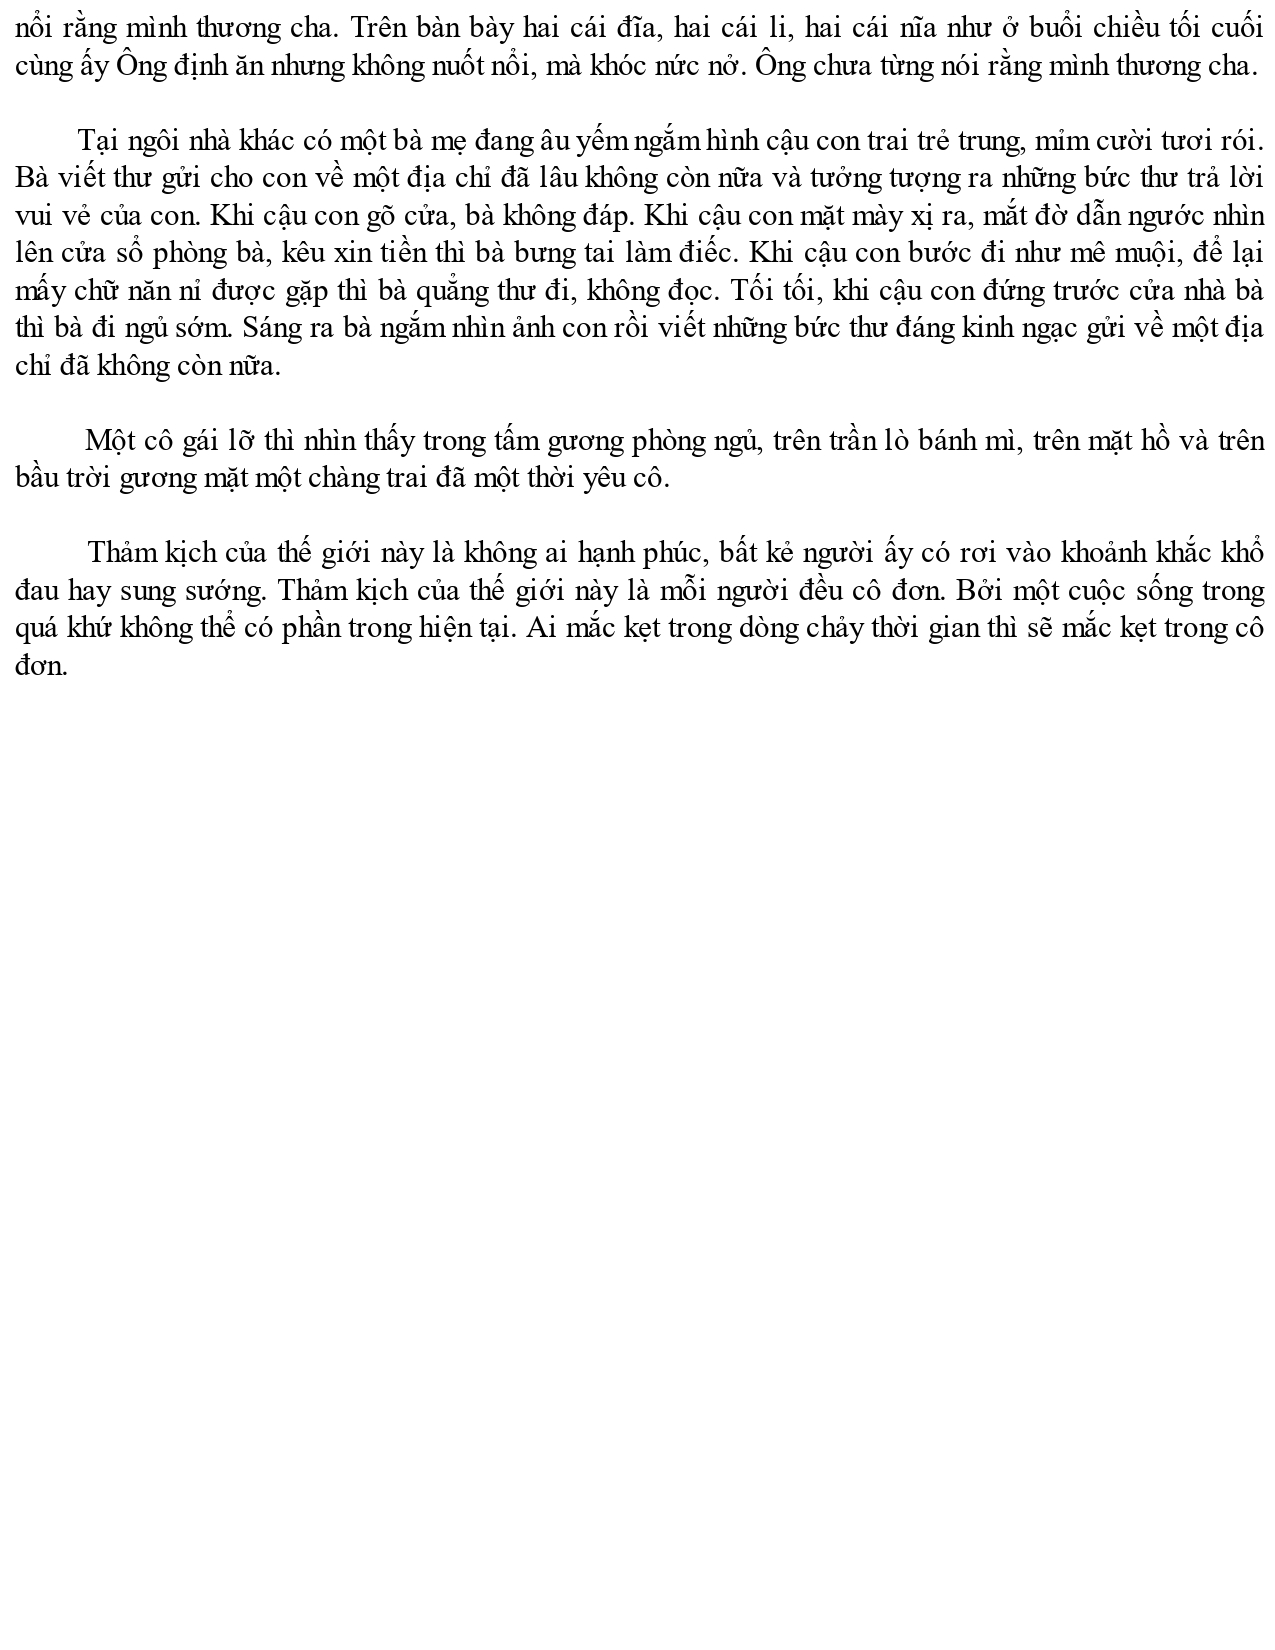 nổi rằng mình thương cha. Trên bàn bày hai cái đĩa, hai cái li, hai cái nĩa như ở buổi chiều tối cuối
cùng ấy Ông định ăn nhưng không nuốt nổi, mà khóc nức nở. Ông chưa từng nói rằng mình thương cha.
Tại ngôi nhà khác có một bà mẹ đang âu yếm ngắm hình cậu con trai trẻ trung, mỉm cười tươi rói.
Bà viết thư gửi cho con về một địa chỉ đã lâu không còn nữa và tưởng tượng ra những bức thư trả lời
vui vẻ của con. Khi cậu con gõ cửa, bà không đáp. Khi cậu con mặt mày xị ra, mắt đờ dẫn ngước nhìn
lên cửa sổ phòng bà, kêu xin tiền thì bà bưng tai làm điếc. Khi cậu con bước đi như mê muội, để lại
mấy chữ năn nỉ được gặp thì bà quẳng thư đi, không đọc. Tối tối, khi cậu con đứng trước cửa nhà bà
thì bà đi ngủ sớm. Sáng ra bà ngắm nhìn ảnh con rồi viết những bức thư đáng kinh ngạc gửi về một địa
chỉ đã không còn nữa.
Một cô gái lỡ thì nhìn thấy trong tấm gương phòng ngủ, trên trần lò bánh mì, trên mặt hồ và trên
bầu trời gương mặt một chàng trai đã một thời yêu cô.
Thảm kịch của thế giới này là không ai hạnh phúc, bất kẻ người ấy có rơi vào khoảnh khắc khổ
đau hay sung sướng. Thảm kịch của thế giới này là mỗi người đều cô đơn. Bởi một cuộc sống trong
quá khứ không thể có phần trong hiện tại. Ai mắc kẹt trong dòng chảy thời gian thì sẽ mắc kẹt trong cô
đơn.